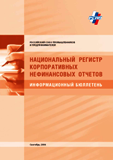 РОССИЙСКИЙ СОЮЗ ПРОМЫШЛЕННИКОВ
И ПРЕДПРИНИМАТЕЛЕЙ
НАЦИОНАЛЬНЫЙ РЕГИСТР
КОРПОРАТИВНЫХ
НЕФИНАНСОВЫХ ОТЧЕТОВ
ИНФОРМАЦИОННЫЙ БЮЛЛЕТЕНЬ